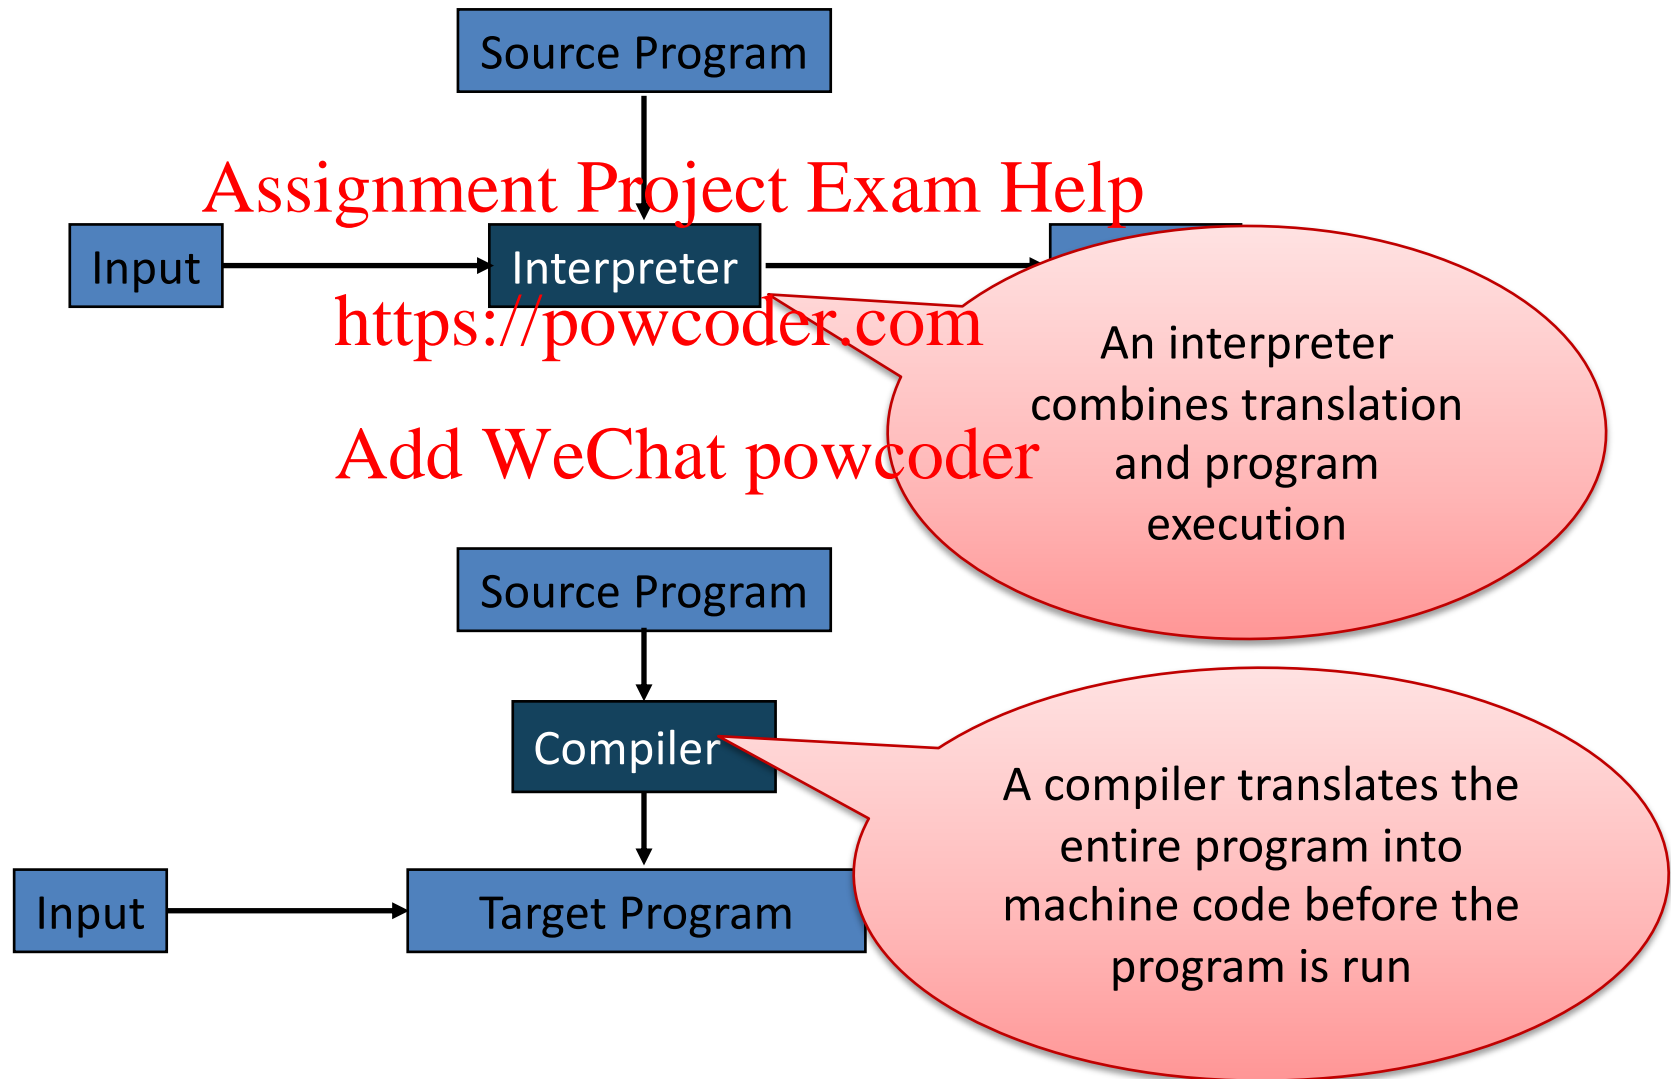 Source Program
Assignment Project Exam Help
Input
Interpreter
https://powcoder.com
An interpreter
combines translation
and program
execution
Add WeChat powcoder
Source Program
Compiler
A compiler translates the
entire program into
machine code before the
program is run
Input
Target Program